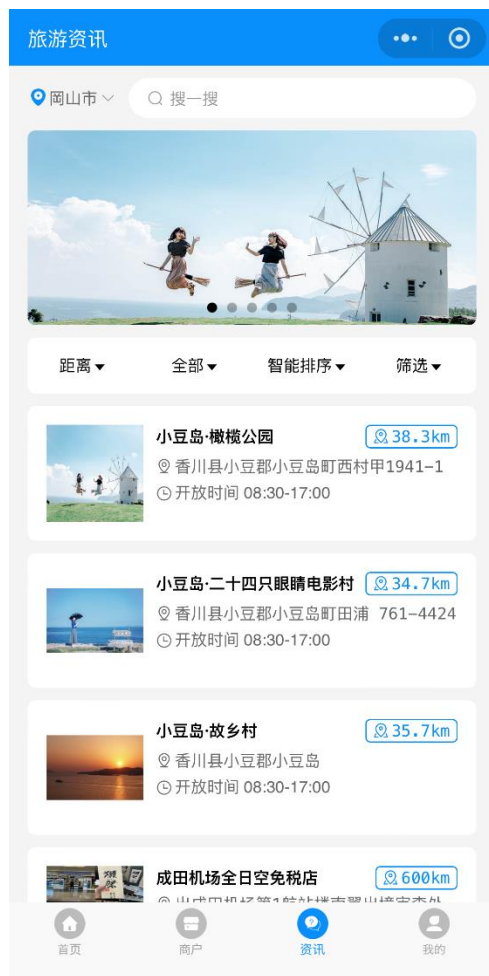 旅游资讯
岡山市
搜一搜
距离 全部 智能排序 筛选
小豆岛·橄榄公园 38.3km
香川县小豆郡小豆岛町西村甲1941-1
开放时间 08:30-17:00
小豆岛·二十四只眼睛电影村 34.7km
香川县小豆郡小豆岛町田浦 761-4424
开放时间 08:30-17:00
小豆岛·故乡村 35.7km
香川县小豆郡小豆岛
开放时间 08:30-17:00
成田机场全日空免税店 600km
首页 商户 资讯 我的